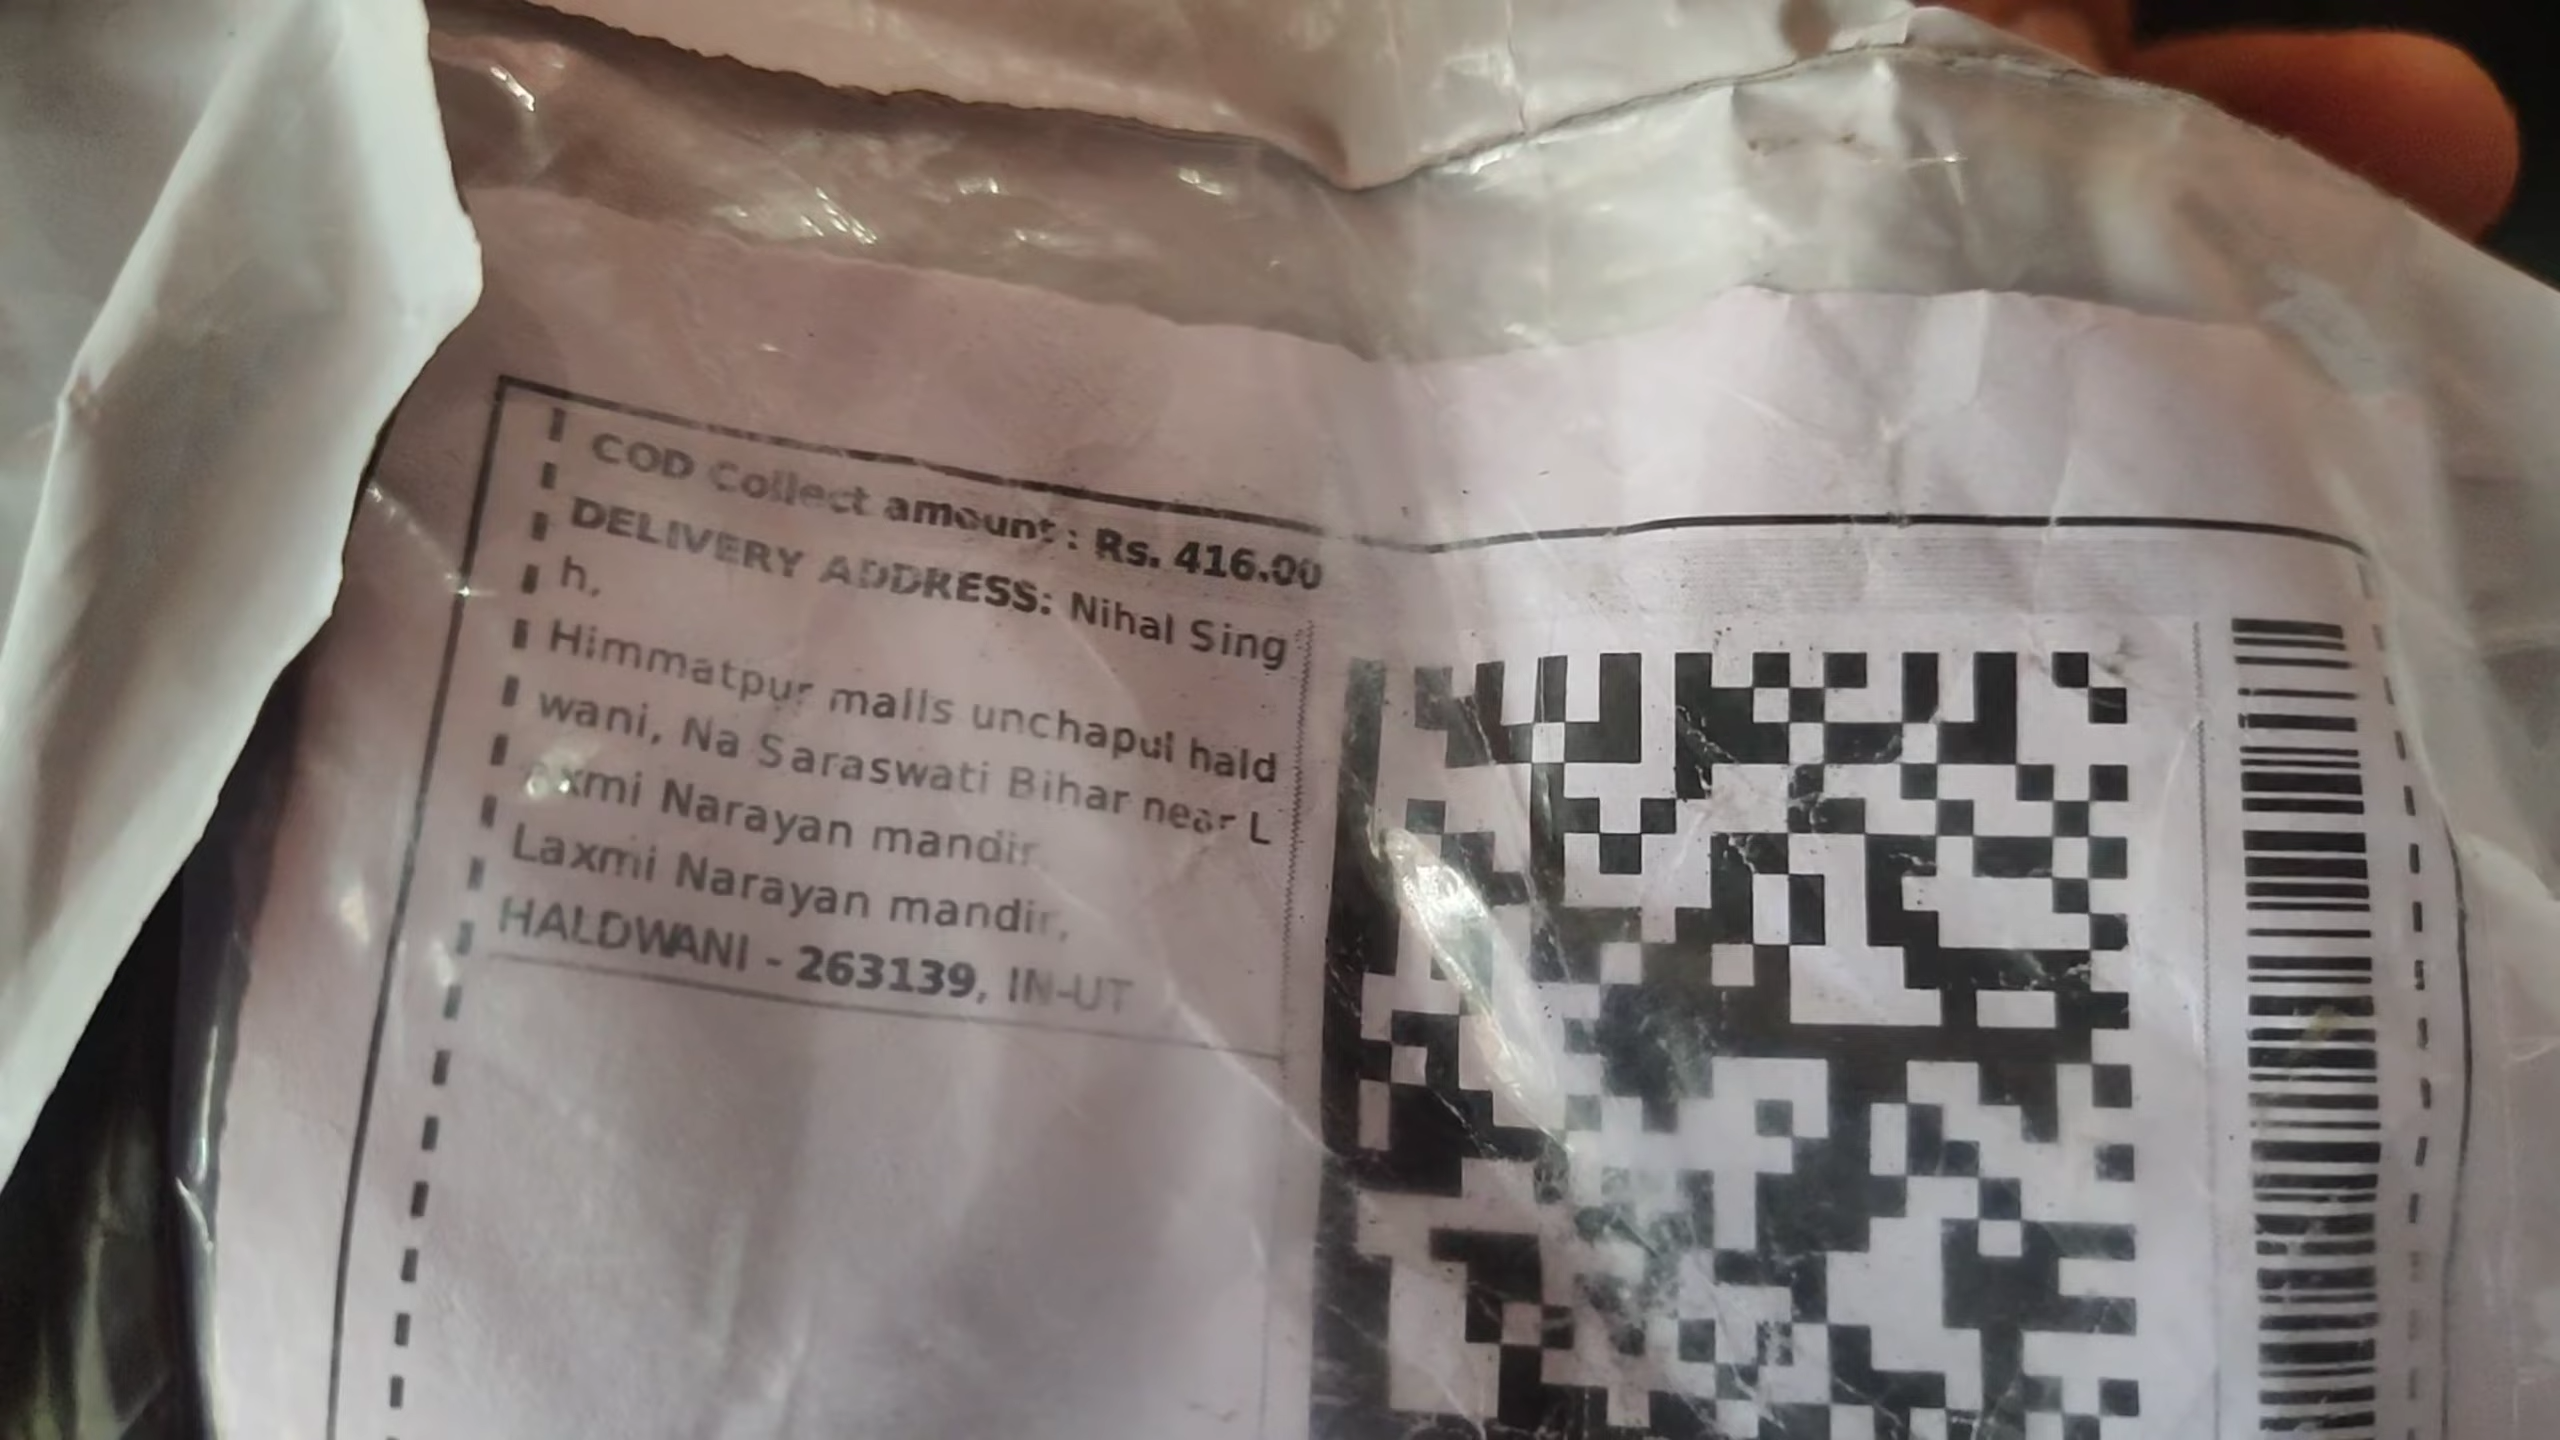 COD Collect amount : Rs. 416.00
DELIVERY ADDRESS: Nihal Sing
h,
Himmatpur malls unchapul hald
wani, Na Saraswati Bihar near L
axmi Narayan mandir,
Laxmi Narayan mandir,
HALDWANI - 263139, IN-UT